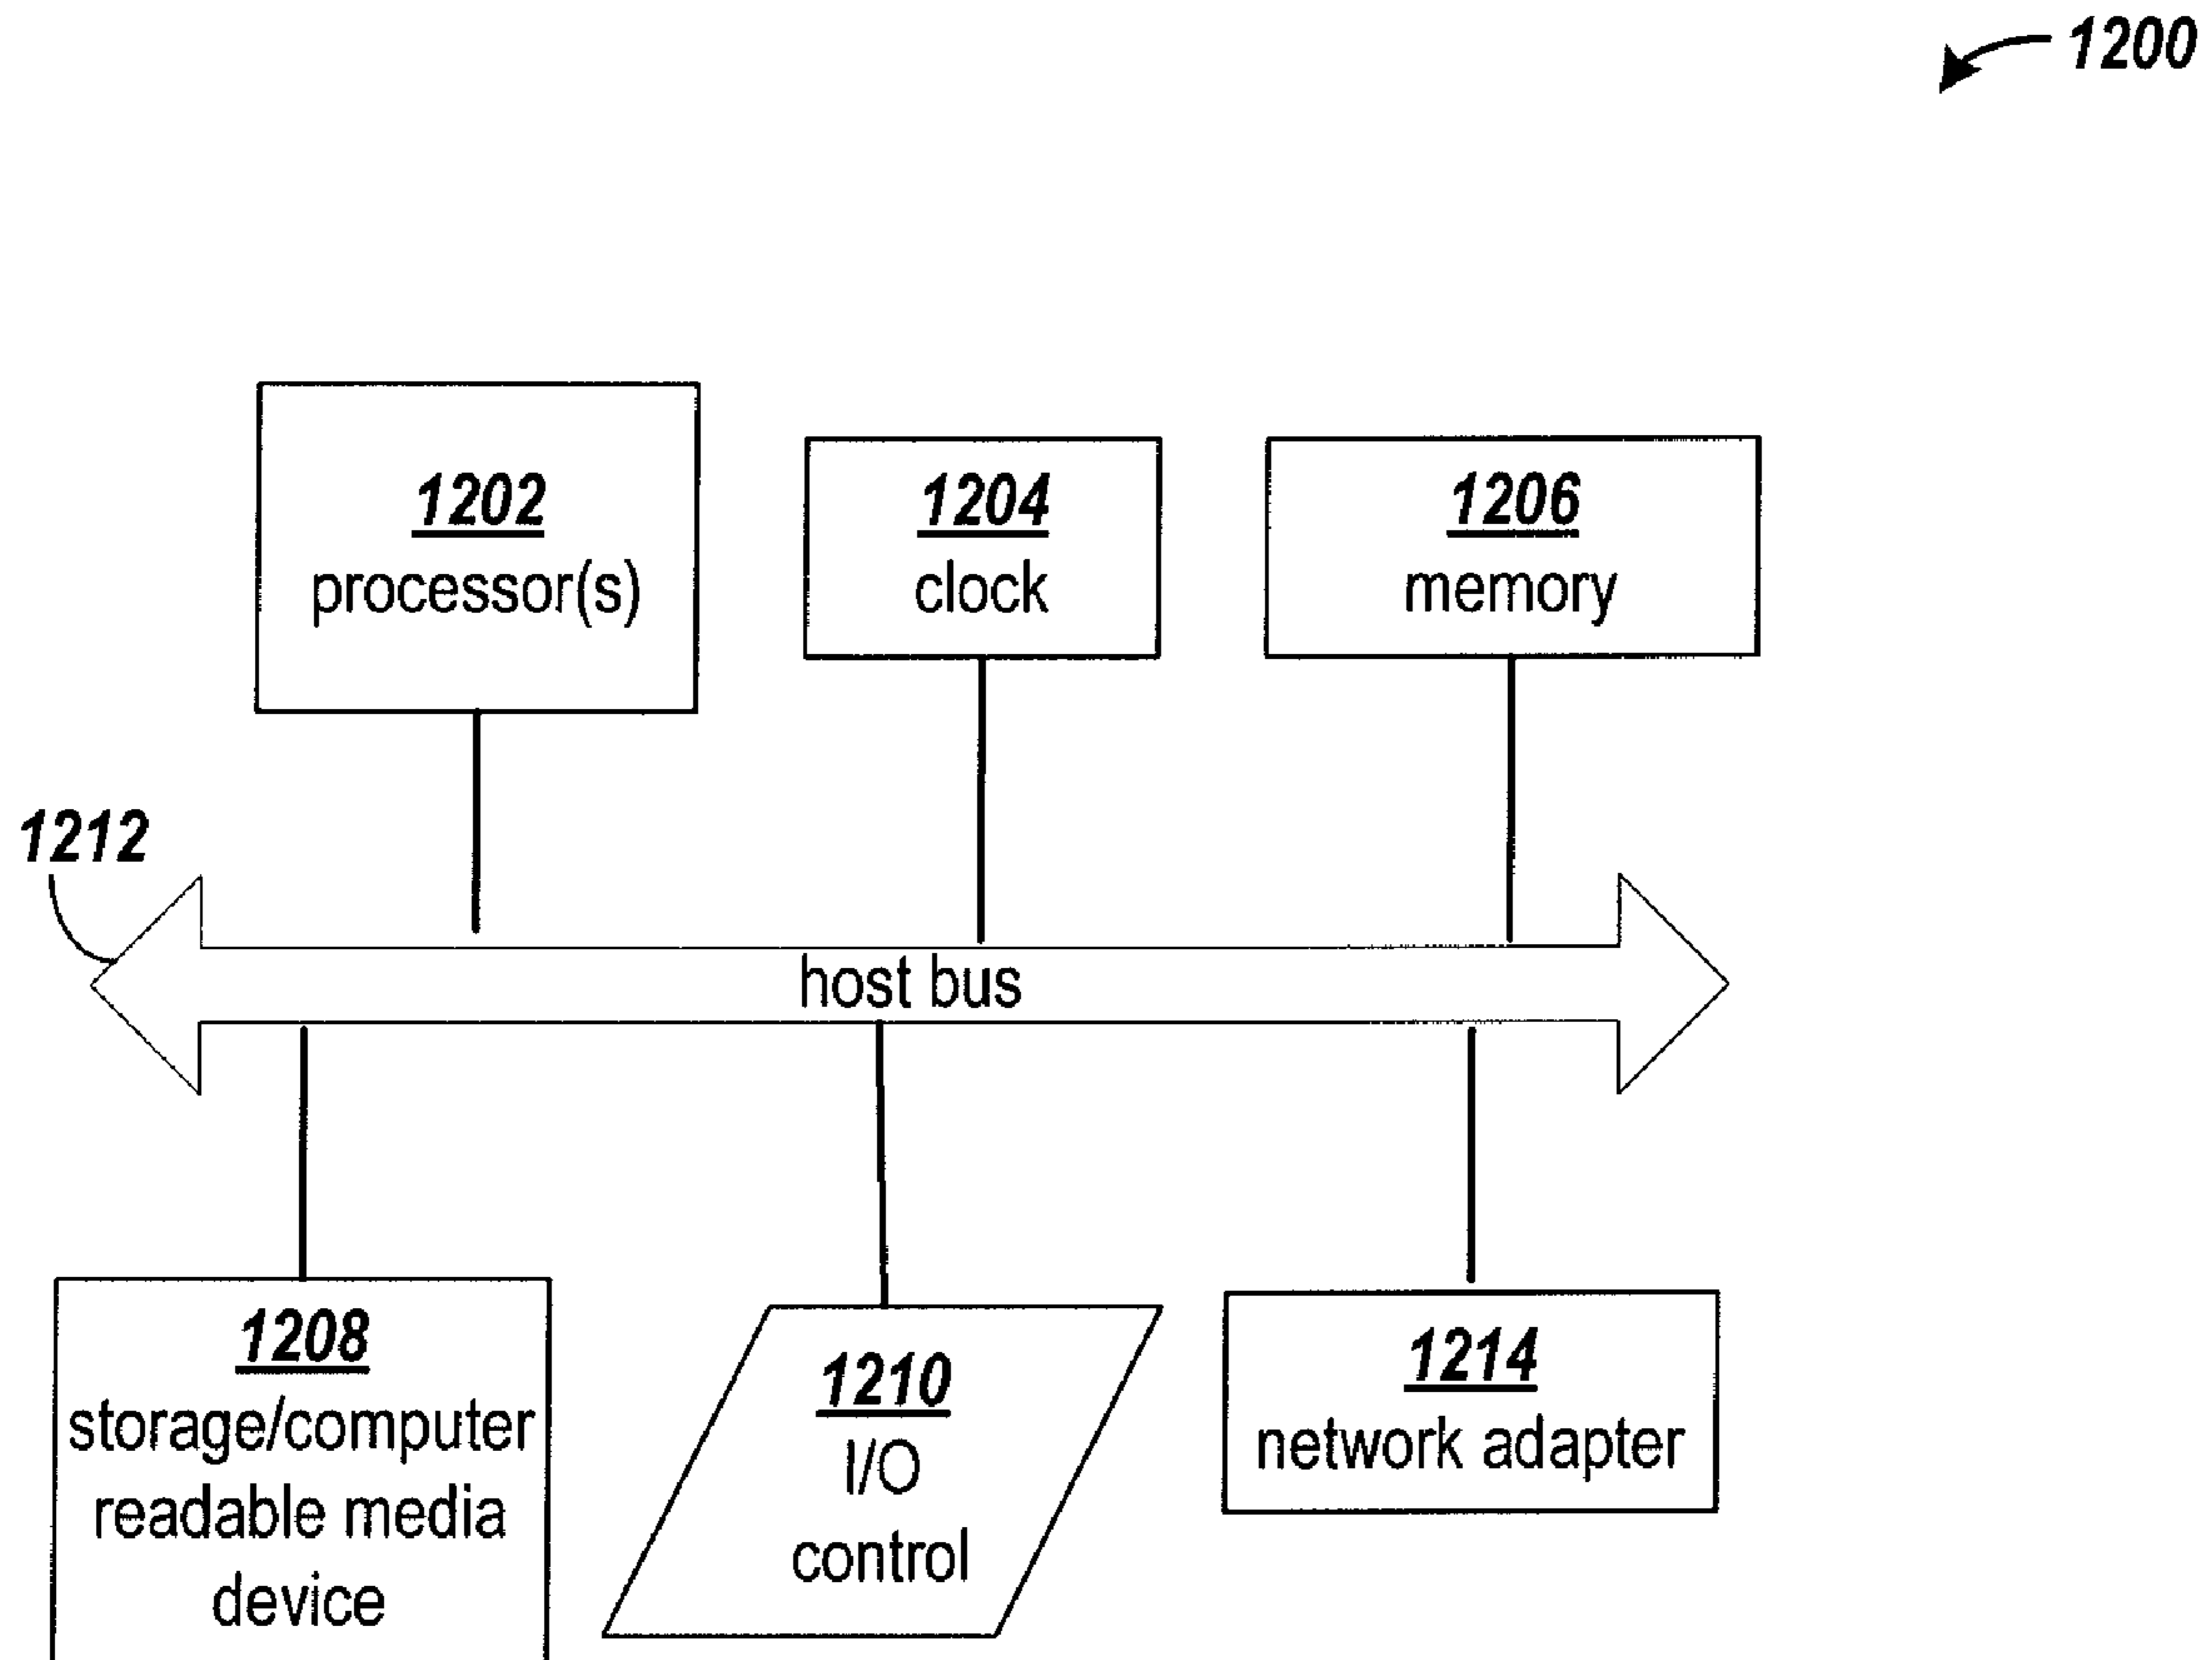 1200
1202
processor(s)
1204
clock
1206
memory
1212
host bus
1208
storage/computer
readable media
device
1210
I/O
control
1214
network adapter